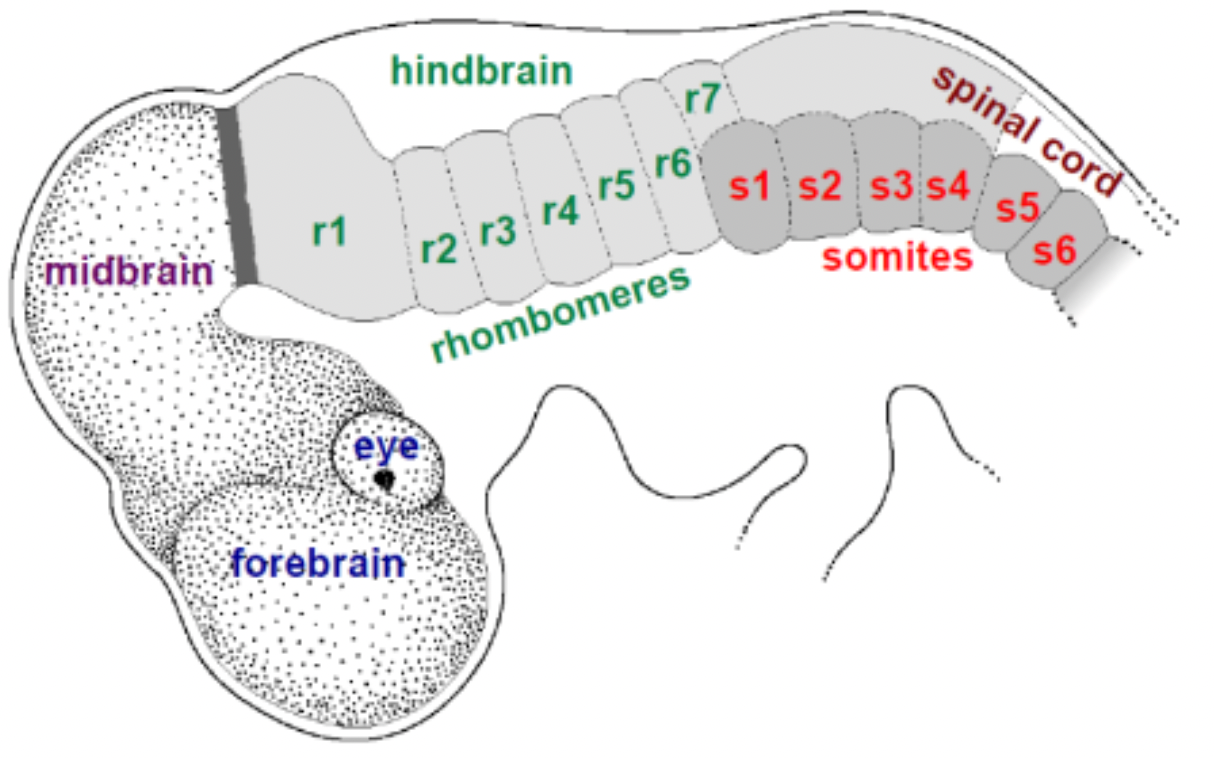 hindbrain
spinal cord
r7
r6
r5
r4
r3
r2
r1
s1
s2
s3
s4
s5
s6
somites
rhombomeres
midbrain
eye
forebrain